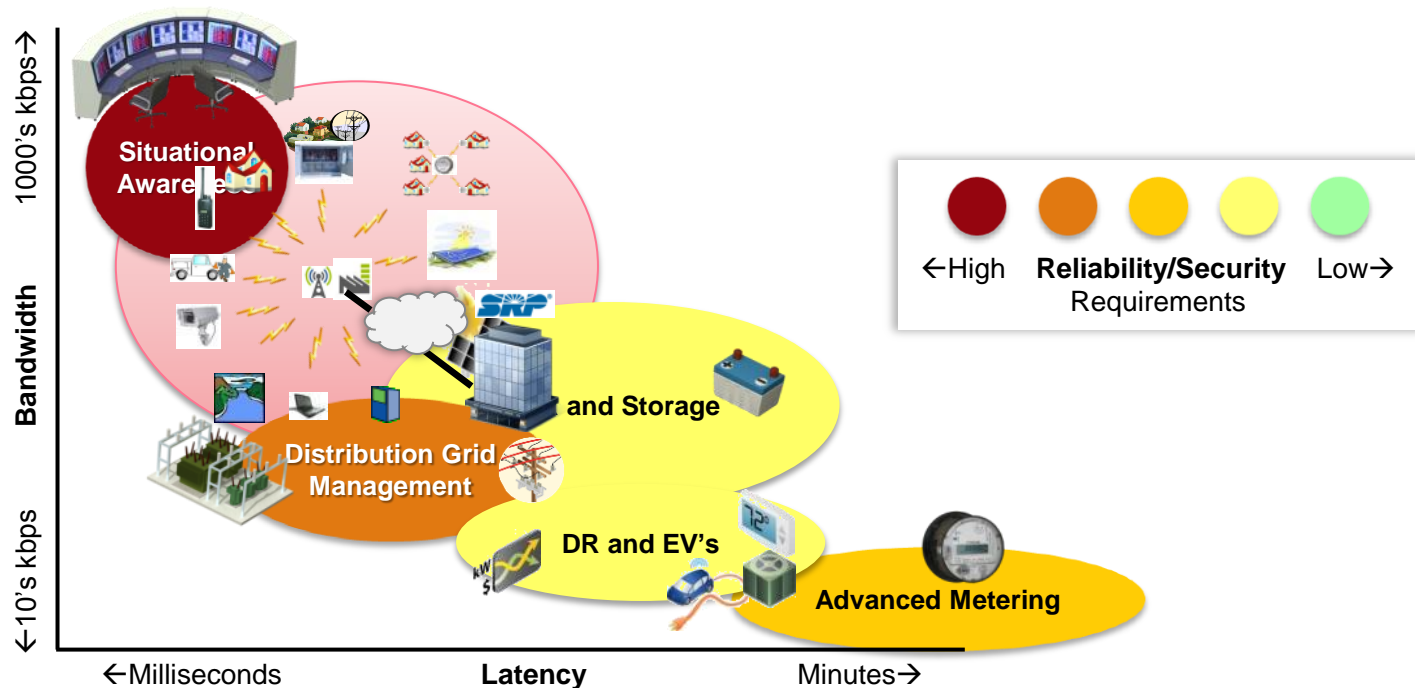 1000's kbps→
Bandwidth
←10's kbps
Situational
SRP
and Storage
Distribution Grid
Management
72°
DR and EV's
kW
$
Advanced Metering
←Milliseconds
Latency
Minutes→
←High Reliability/Security Low→
Requirements